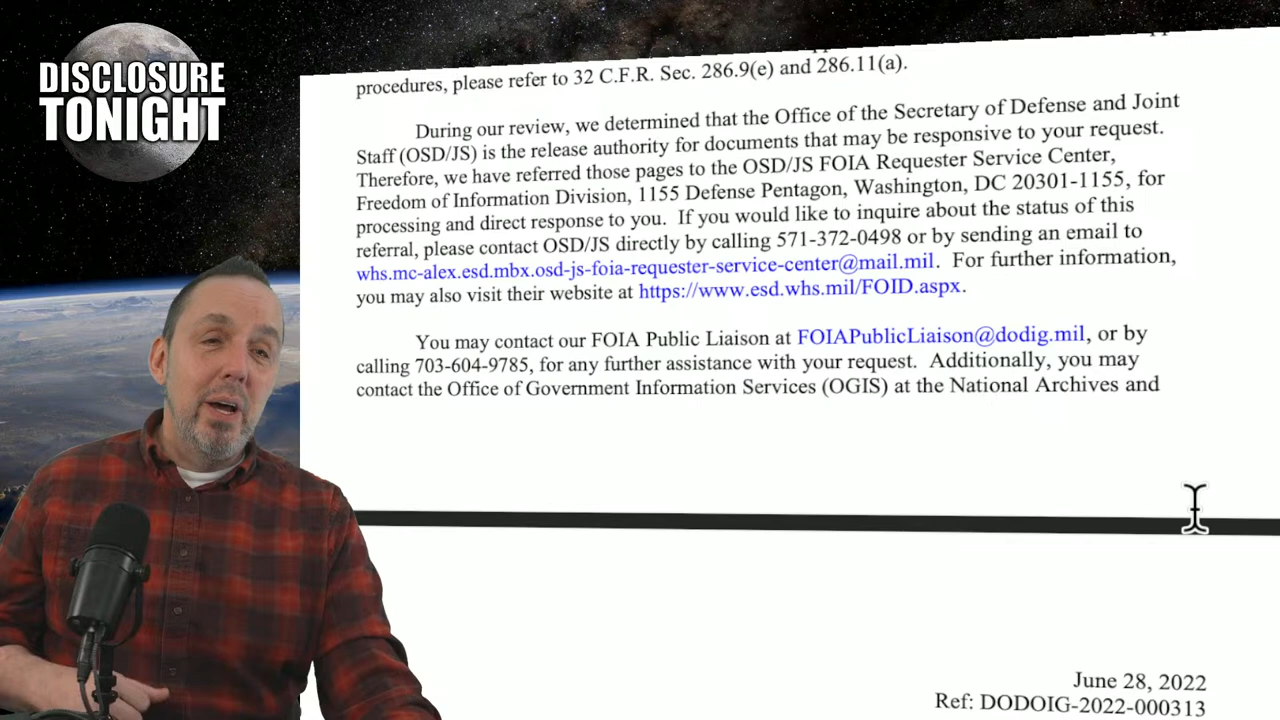 DISCLOSURE
TONIGHT
procedures, please refer to 32 C.F.R. Sec. 286.9(e) and 286.11(a).
During our review, we determined that the Office of the Secretary of Defense and Joint
Staff (OSD/JS) is the release authority for documents that may be responsive to your request.
Therefore, we have referred those pages to the OSD/JS FOIA Requester Service Center,
Freedom of Information Division, 1155 Defense Pentagon, Washington, DC 20301-1155, for
processing and direct response to you. If you would like to inquire about the status of this
referral, please contact OSD/JS directly by calling 571-372-0498 or by sending an email to
whs.mc-alex.esd.mbx.osd-js-foia-requester-service-center@mail.mil. For further information,
you may also visit their website at https://www.esd.whs.mil/FOID.aspx.
You may contact our FOIA Public Liaison at FOIAPublicLiaison@dodig.mil, or by
calling 703-604-9785, for any further assistance with your request. Additionally, you may
contact the Office of Government Information Services (OGIS) at the National Archives and
June 28, 2022
Ref: DODOIG-2022-000313